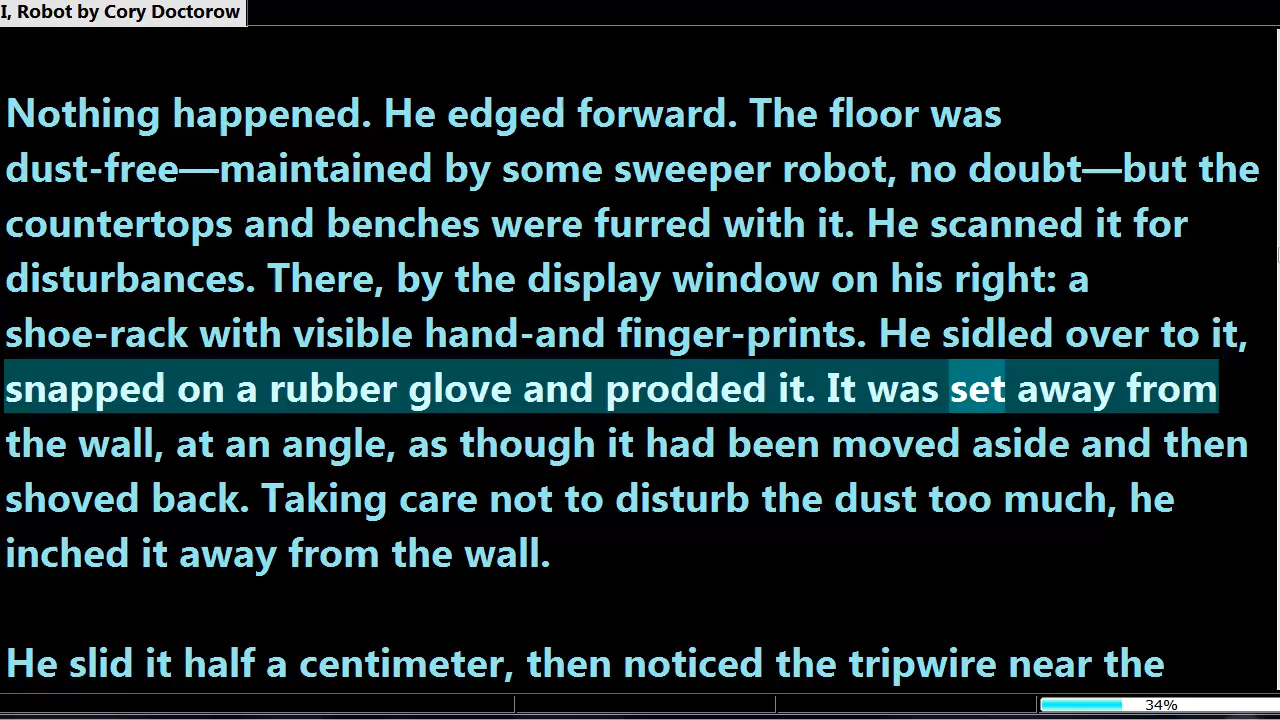 I, Robot by Cory Doctorow
Nothing happened. He edged forward. The floor was
dust-free—maintained by some sweeper robot, no doubt—but the
countertops and benches were furred with it. He scanned it for
disturbances. There, by the display window on his right: a
shoe-rack with visible hand-and finger-prints. He sidled over to it,
snapped on a rubber glove and prodded it. It was set away from
the wall, at an angle, as though it had been moved aside and then
shoved back. Taking care not to disturb the dust too much, he
inched it away from the wall.
He slid it half a centimeter, then noticed the tripwire near the
34%